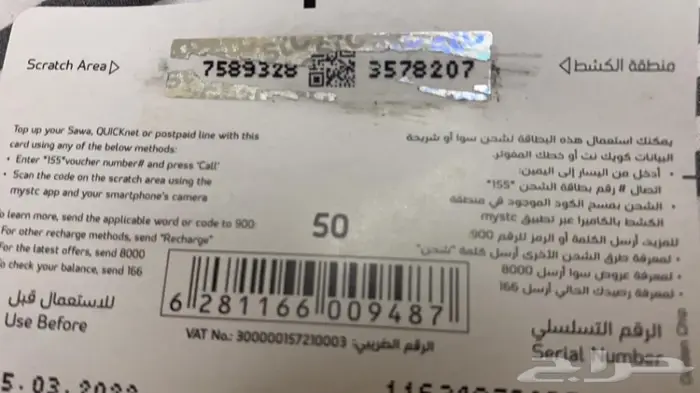 Scratch Area
7589328 3578207
منطقة الكشط
Top up your Sawa, QUICKnet or postpaid line with this
card using any of the below methods:
• Enter *155*voucher number# and press 'Call'
• Scan the code on the scratch area using the
mystc app and your smartphone's camera
To learn more, send the applicable word or code to 900:
For other recharge methods, send "Recharge"
For the latest offers, send 8000
To check your balance, send 166
يمكنك استعمال هذه البطاقة لشحن سوا أو شريحة
البيانات كويك نت أو خطك المفوتر.
• أدخل من اليسار إلى اليمين:
اتصال # رقم بطاقة الشحن *155*
• الشحن بمسح الكود الموجود في منطقة
الكشط بالكاميرا عبر تطبيق mystc
للمزيد، أرسل الكلمة أو الرمز للرقم 900:
• لمعرفة طرق الشحن الأخرى أرسل كلمة "شحن"
• لمعرفة عروض سوا أرسل 8000
• لمعرفة رصيدك الحالي أرسل 166
50
6 281166 009487
VAT No.: 300000157210003 :الرقم الضريبي
للاستعمال قبل
Use Before
الرقم التسلسلي
Serial Number
حراج